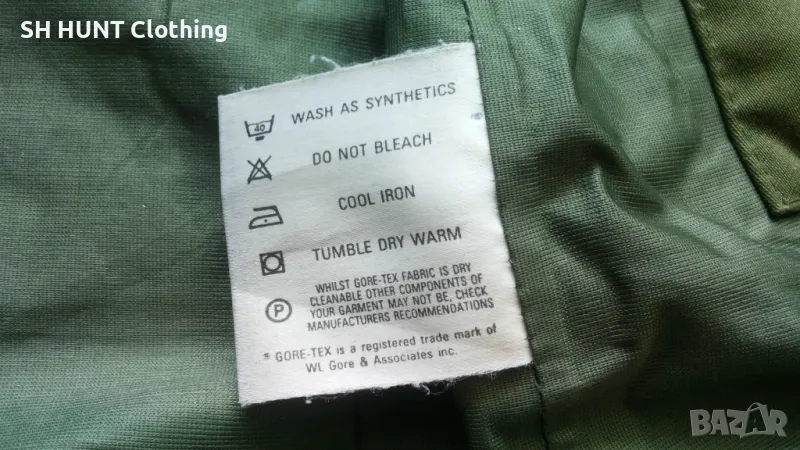 SH HUNT Clothing
40
WASH AS SYNTHETICS
DO NOT BLEACH
COOL IRON
TUMBLE DRY WARM
P
WHILST GORE-TEX FABRIC IS DRY
CLEANABLE OTHER COMPONENTS OF
YOUR GARMENT MAY NOT BE, CHECK
MANUFACTURERS RECOMMENDATIONS
* GORE-TEX is a registered trade mark of
WL Gore & Associates inc.
BAZAR